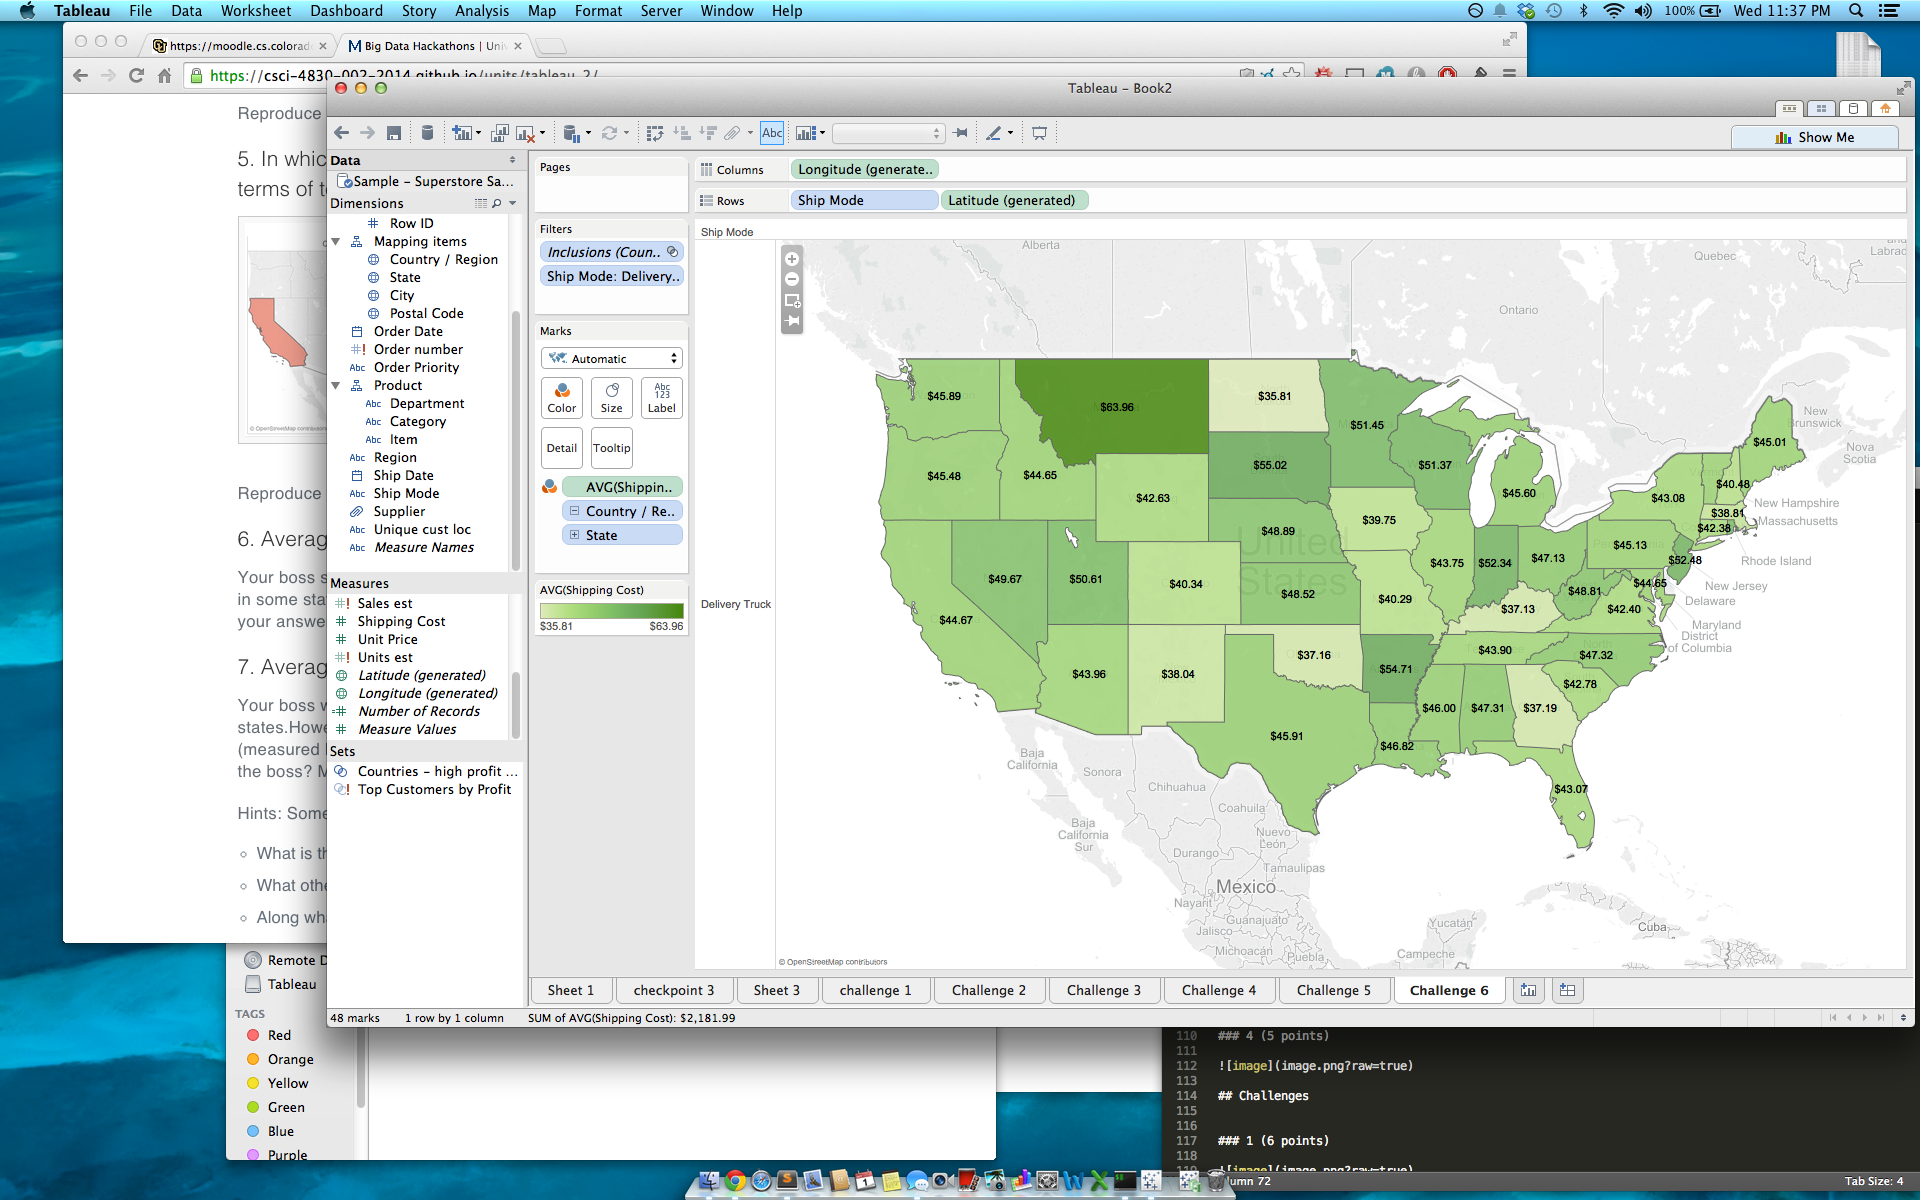 Tableau File Data Worksheet Dashboard Story Analysis Map Format Server Window Help
100% Wed 11:37 PM
https://moodle.cs.colorad
Big Data Hackathons | Uni
https://csci-4830-002-2014.github.io/units/tableau_2/
Reproduce
5. In whic
terms of t
© OpenStreetMap contributors
Reproduce
6. Averag
Your boss s
in some sta
your answe
7. Averag
Your boss w
states.Howe
(measured
the boss? M
Hints: Some
What is th
What othe
Along wh
Tableau - Book2
Abc
Show Me
Data
Sample - Superstore Sa...
Dimensions
Row ID
Mapping items
Country / Region
State
City
Postal Code
Order Date
Order number
Abc Order Priority
Product
Abc Department
Abc Category
Abc Item
Abc Region
Ship Date
Abc Ship Mode
Supplier
Abc Unique cust loc
Abc Measure Names
Measures
Sales est
Shipping Cost
Unit Price
Units est
Latitude (generated)
Longitude (generated)
Number of Records
Measure Values
Sets
Countries - high profit ...
Top Customers by Profit
Pages
Filters
Inclusions (Coun..
Ship Mode: Delivery..
Marks
Automatic
Color
Size
Abc
123
Label
Detail
Tooltip
AVG(Shippin..
Country / Re..
State
AVG(Shipping Cost)
$35.81 $63.96
Columns Longitude (generate..
Rows Ship Mode Latitude (generated)
Ship Mode
Delivery Truck
Alberta
Ontario
Quebec
and
Labrac
New
Brunswick
Nova
Scotia
New Hampshire
Massachusetts
Rhode Island
New Jersey
Delaware
Maryland
District
of Columbia
United
States
$45.89
$63.96
$35.81
$51.45
$45.01
$45.48
$44.65
$42.63
$55.02
$51.37
$45.60
$43.08
$40.48
$38.81
$42.38
$39.75
$48.89
$45.13
$52.48
$49.67
$50.61
$40.34
$48.52
$40.29
$43.75
$52.34
$47.13
$48.81
$44.65
$42.40
$37.13
$44.67
$43.96
$38.04
$37.16
$54.71
$43.90
$47.32
$42.78
$45.91
$46.82
$46.00
$47.31
$37.19
$43.07
Baja
California
Sonora
Chihuahua
Coahuila
Baja
California
Sur
Nuevo
León
Durango
Tamaulipas
Mexico
Nayarit
Guanajuato
Jalisco
Michoacán
Puebla
Yucatán
Campeche
Cuba
© OpenStreetMap contributors
Sheet 1
checkpoint 3
Sheet 3
challenge 1
Challenge 2
Challenge 3
Challenge 4
Challenge 5
Challenge 6
48 marks 1 row by 1 column SUM of AVG(Shipping Cost): $2,181.99
Remote D
Tableau
TAGS
Red
Orange
Yellow
Green
Blue
Purple
110 ### 4 (5 points)
111
112 ![image](image.png?raw=true)
113
114 ## Challenges
115
116
117 ### 1 (6 points)
118
119 ![image](image.png?raw=true)
umn 72
Tab Size: 4